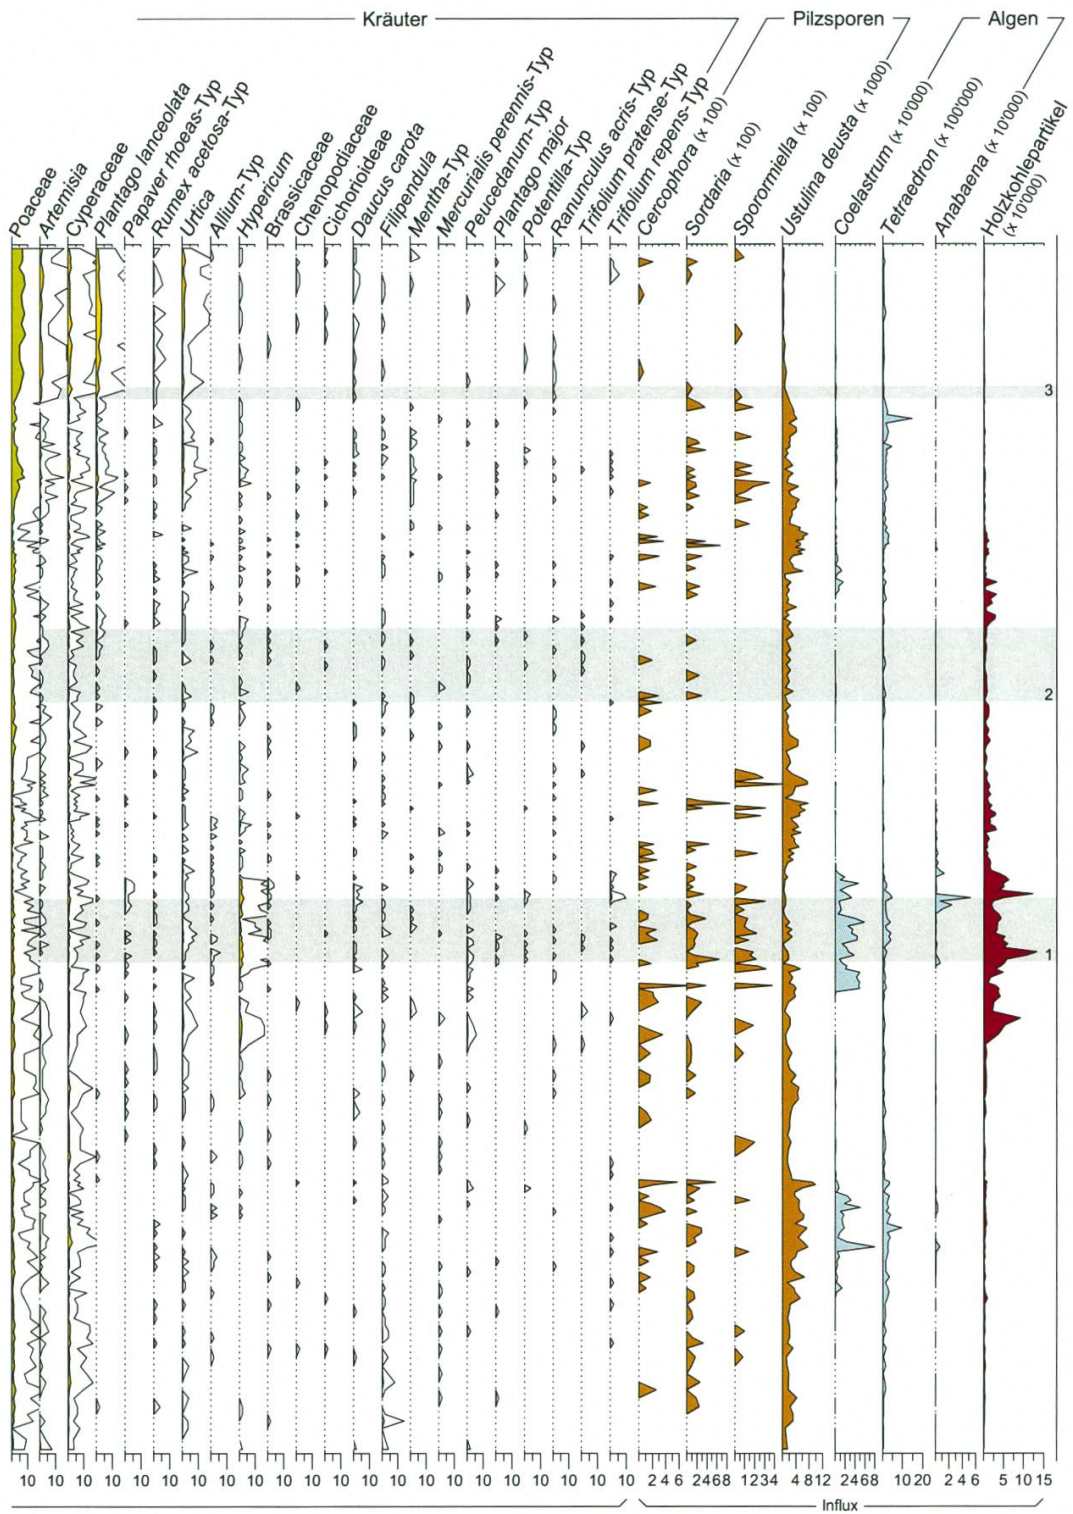 Kräuter
Pilzsporen
Algen
Poaceae
Artemisia
Cyperaceae
Plantago lanceolata
Papaver rhoeas-Typ
Rumex acetosa-Typ
Urtica
Allium-Typ
Hypericum
Brassicaceae
Chenopodiaceae
Cichorioideae
Daucus carota
Filipendula
Mentha-Typ
Mercurialis perennis-Typ
Peucedanum-Typ
Plantago major
Potentilla-Typ
Ranunculus acris-Typ
Trifolium pratense-Typ
Trifolium repens-Typ
Cercophora (x 100)
Sordaria (x 100)
Sporormiella (x 100)
Ustulina deusta (x 1000)
Coelastrum (x 10'000)
Tetraedron (x 100'000)
Anabaena (x 10'000)
Holzkohlepartikel
(x 10'000)
3
2
1
10 10 10 10 10 10 10 10 10 10 10 10 10 10 10 10 10 10 10 10 10 10 2 4 6 2 4 6 8 1 2 3 4 4 8 12 2 4 6 8 10 20 2 4 6 5 10 15
Influx